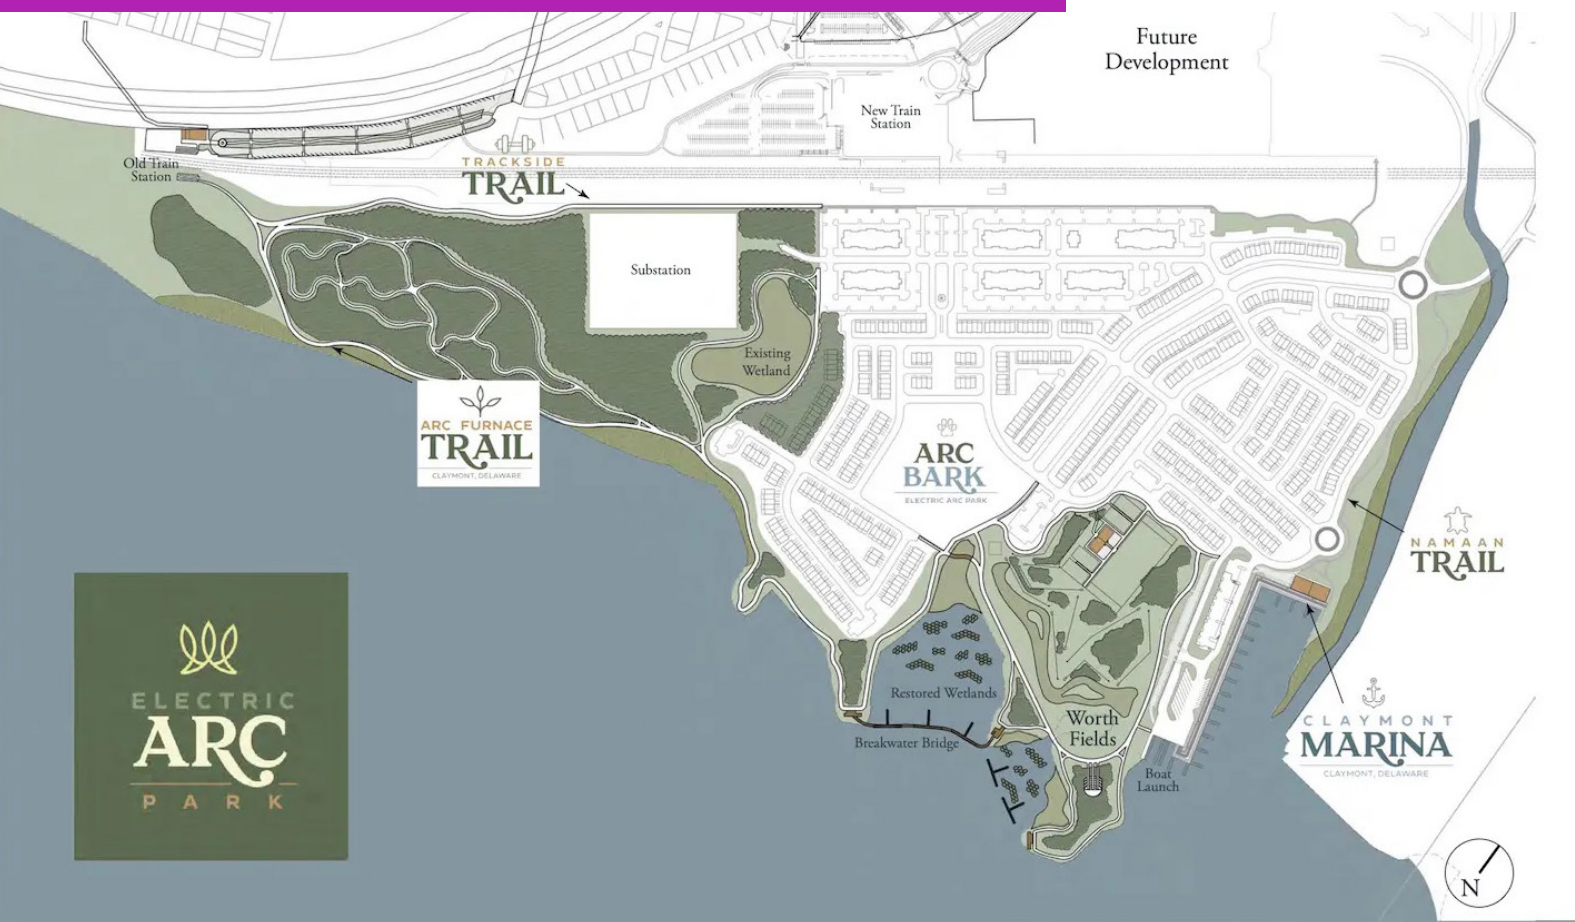 Future
Development
New Train
Station
Old Train
Station
TRACKSIDE
TRAIL
Substation
Existing
Wetland
ARC FURNACE
TRAIL
CLAYMONT, DELAWARE
ARC
BARK
ELECTRIC ARC PARK
NAMAAN
TRAIL
ELECTRIC
ARC
PARK
Restored Wetlands
Breakwater Bridge
Worth
Fields
Boat
Launch
CLAYMONT
MARINA
CLAYMONT, DELAWARE
N